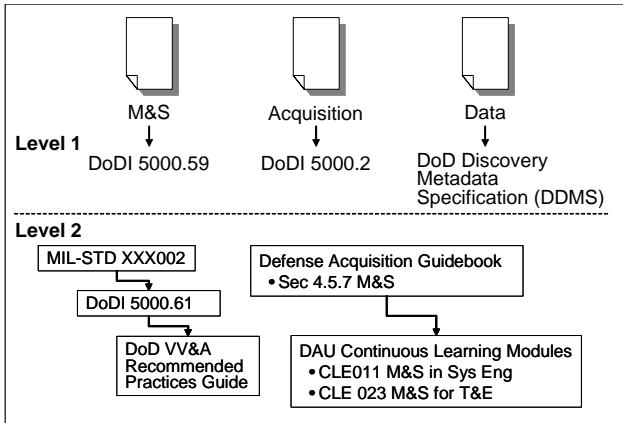 M&S
Acquisition
Data
Level 1
DoDI 5000.59
DoDI 5000.2
DoD Discovery
Metadata
Specification (DDMS)
Level 2
MIL-STD XXX002
DoDI 5000.61
DoD VV&A
Recommended
Practices Guide
Defense Acquisition Guidebook
• Sec 4.5.7 M&S
DAU Continuous Learning Modules
• CLE011 M&S in Sys Eng
• CLE 023 M&S for T&E